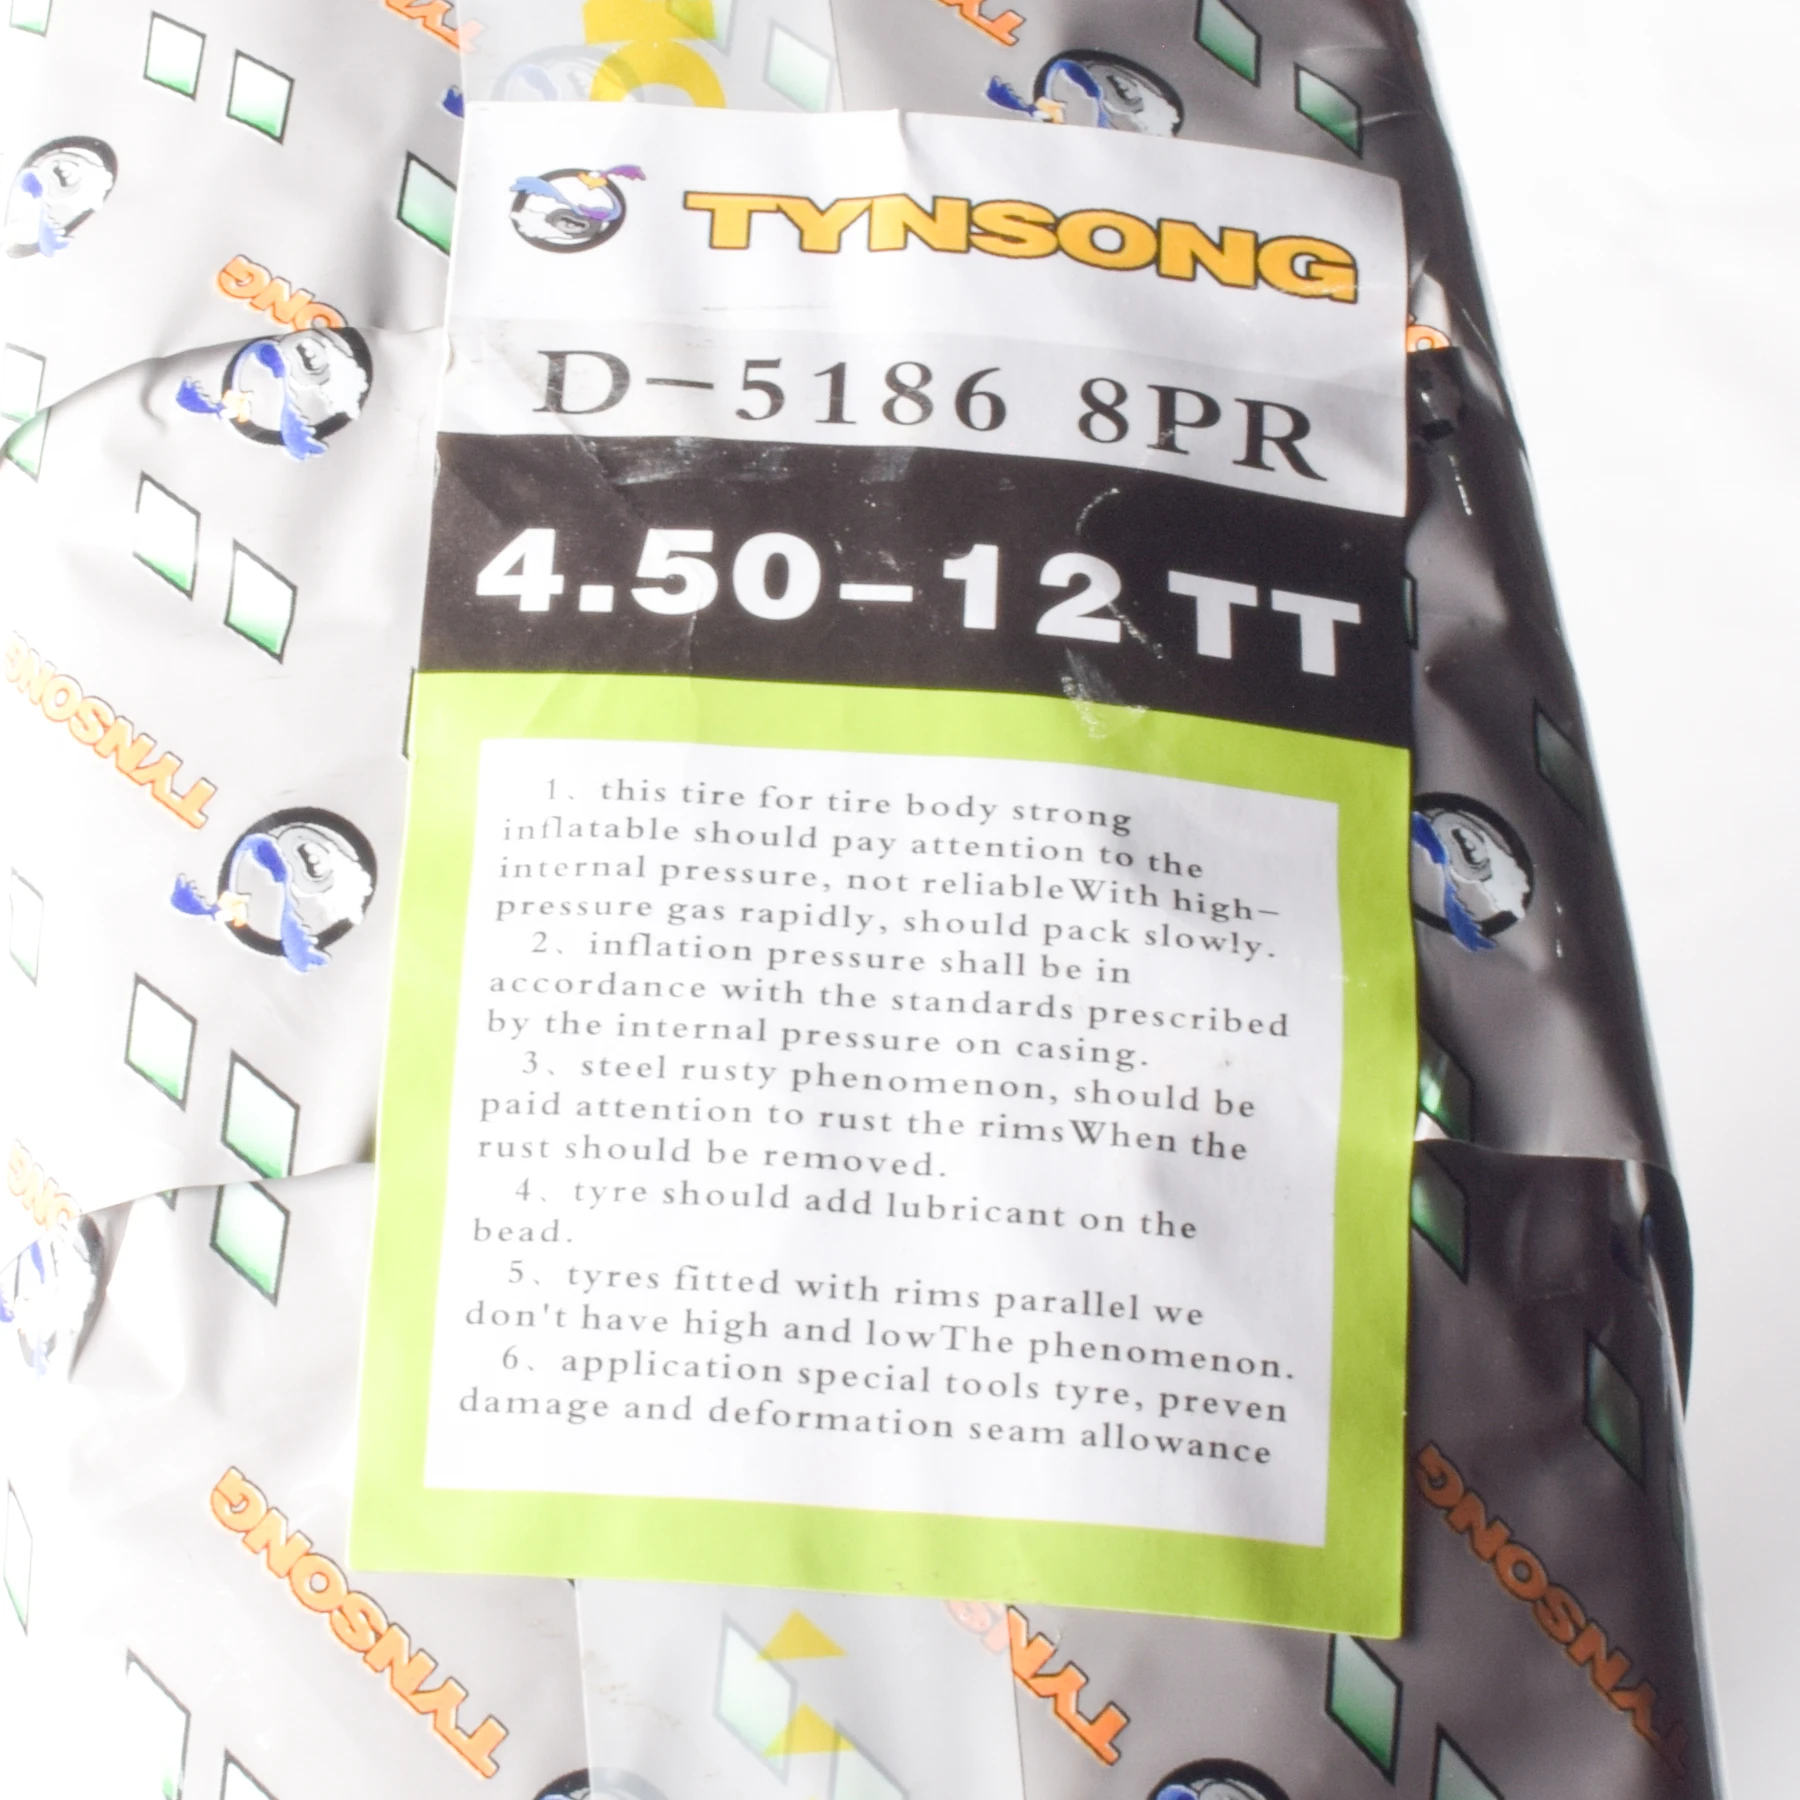 TYNSONG
D-5186 8PR
4.50-12 TT
1、this tire for tire body strong
inflatable should pay attention to the
internal pressure, not reliableWith high-
pressure gas rapidly, should pack slowly.
2、inflation pressure shall be in
accordance with the standards prescribed
by the internal pressure on casing.
3、steel rusty phenomenon, should be
paid attention to rust the rimsWhen the
rust should be removed.
4、tyre should add lubricant on the
bead.
5、tyres fitted with rims parallel we
don't have high and lowThe phenomenon.
6、application special tools tyre, preven
damage and deformation seam allowance
TYNSONG
TYNSONG
TYNSONG